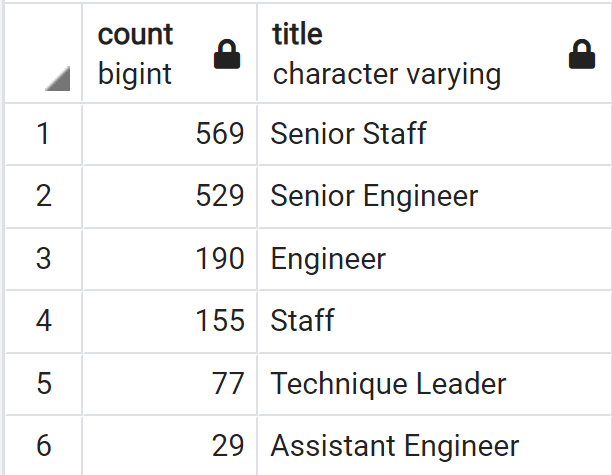 count title
bigint character varying
1 569 Senior Staff
2 529 Senior Engineer
3 190 Engineer
4 155 Staff
5 77 Technique Leader
6 29 Assistant Engineer